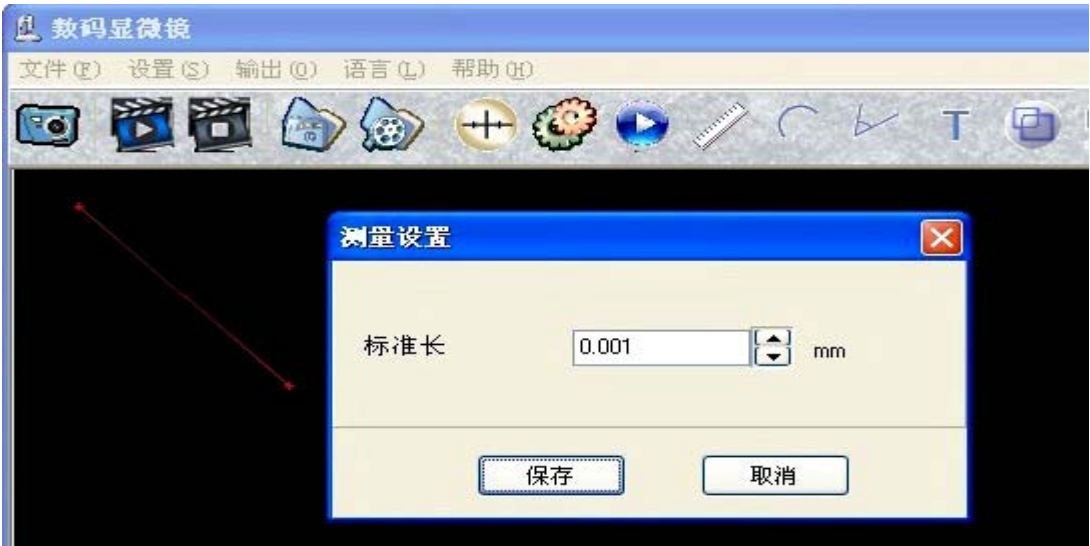 数码显微镜
文件(F) 设置(S) 输出(O) 语言(L) 帮助(H)
T
测量设置
标准长 0.001 mm
保存 取消